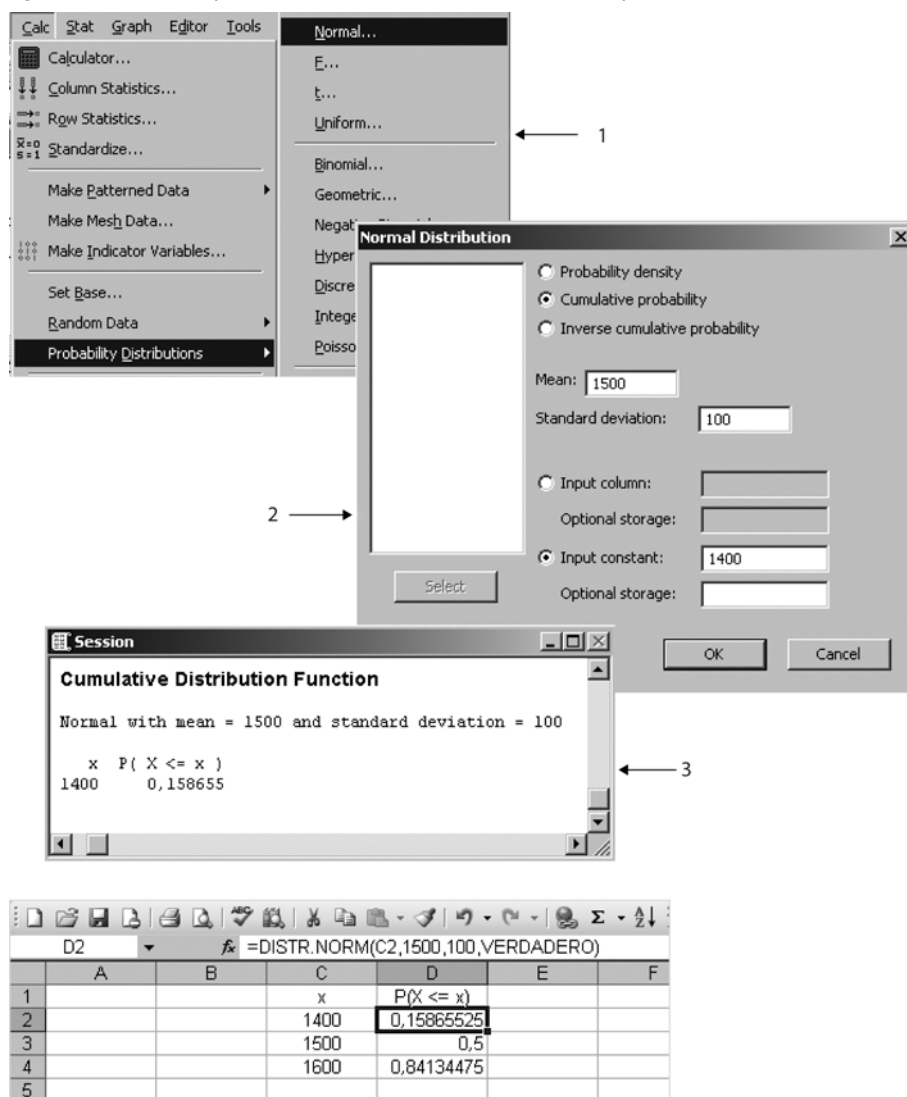 Calc Stat Graph Editor Tools
Calculator...
Column Statistics...
Row Statistics...
Standardize...
Make Patterned Data
Make Mesh Data...
Make Indicator Variables...
Set Base...
Random Data
Probability Distributions
Normal...
F...
t...
Uniform...
Binomial...
Geometric...
Negat
Hyper
Discre
Intege
Poisso
1
Normal Distribution
Probability density
Cumulative probability
Inverse cumulative probability
Mean: 1500
Standard deviation: 100
Input column:
Optional storage:
Input constant: 1400
Optional storage:
Select
OK Cancel
2
Session
Cumulative Distribution Function
Normal with mean = 1500 and standard deviation = 100
x P( X <= x )
1400 0,158655
3
D2 fx =DISTR.NORM(C2,1500,100,VERDADERO)
A B C D E F
1 x P(X <= x)
2 1400 0,15865525
3 1500 0,5
4 1600 0,84134475
5